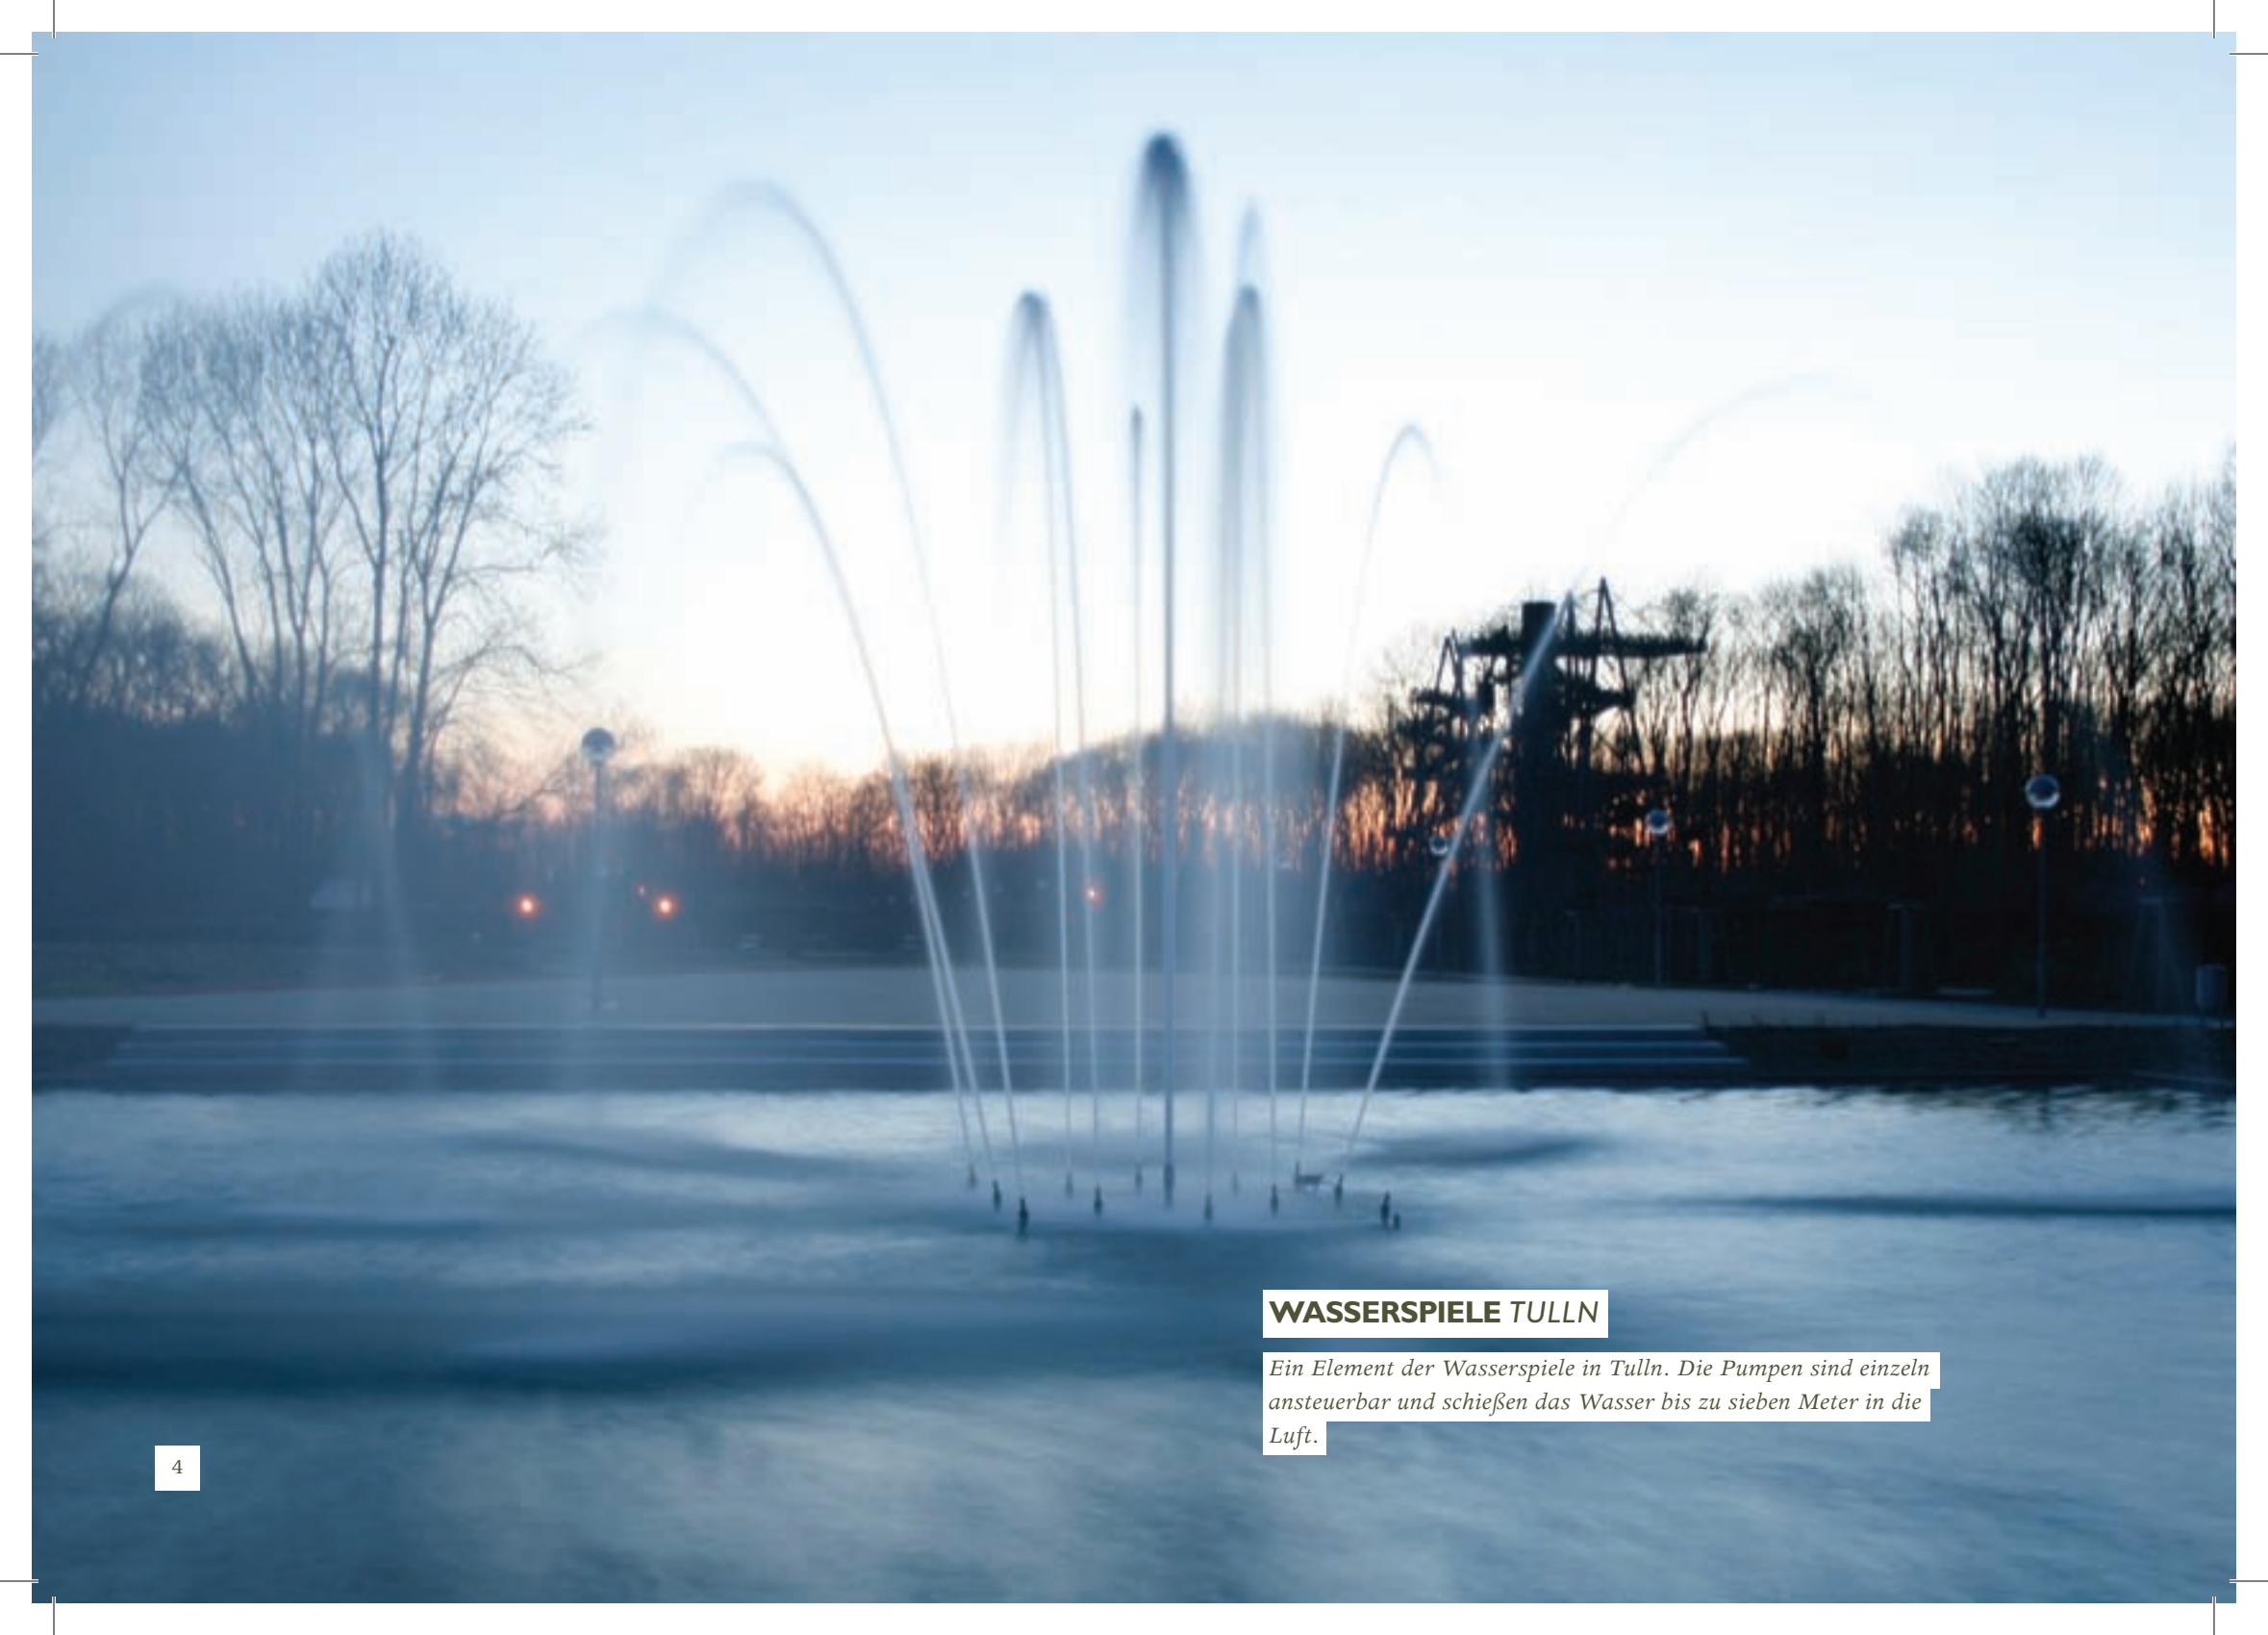 WASSERSPIELE TULLN
Ein Element der Wasserspiele in Tulln. Die Pumpen sind einzeln
ansteuerbar und schießen das Wasser bis zu sieben Meter in die
Luft.
4